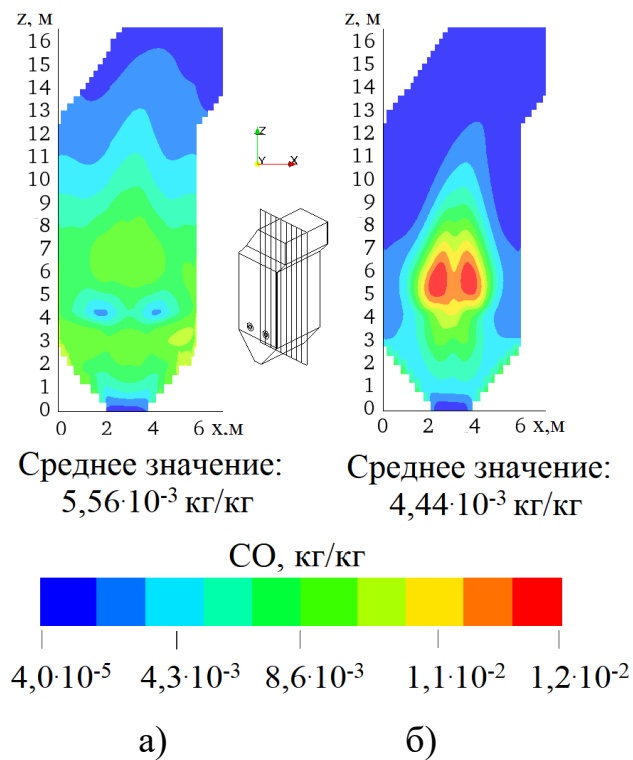 z, м
16
15
14
13
12
11
10
9
8
7
6
5
4
3
2
1
0
0 2 4 6 х.м
Среднее значение:
5,56·10⁻³ кг/кг
Z
Y X
z, м
16
15
14
13
12
11
10
9
8
7
6
5
4
3
2
1
0
0 2 4 6 х,м
Среднее значение:
4,44·10⁻³ кг/кг
CO, кг/кг
4,0·10⁻⁵ 4,3·10⁻³ 8,6·10⁻³ 1,1·10⁻² 1,2·10⁻²
а) б)